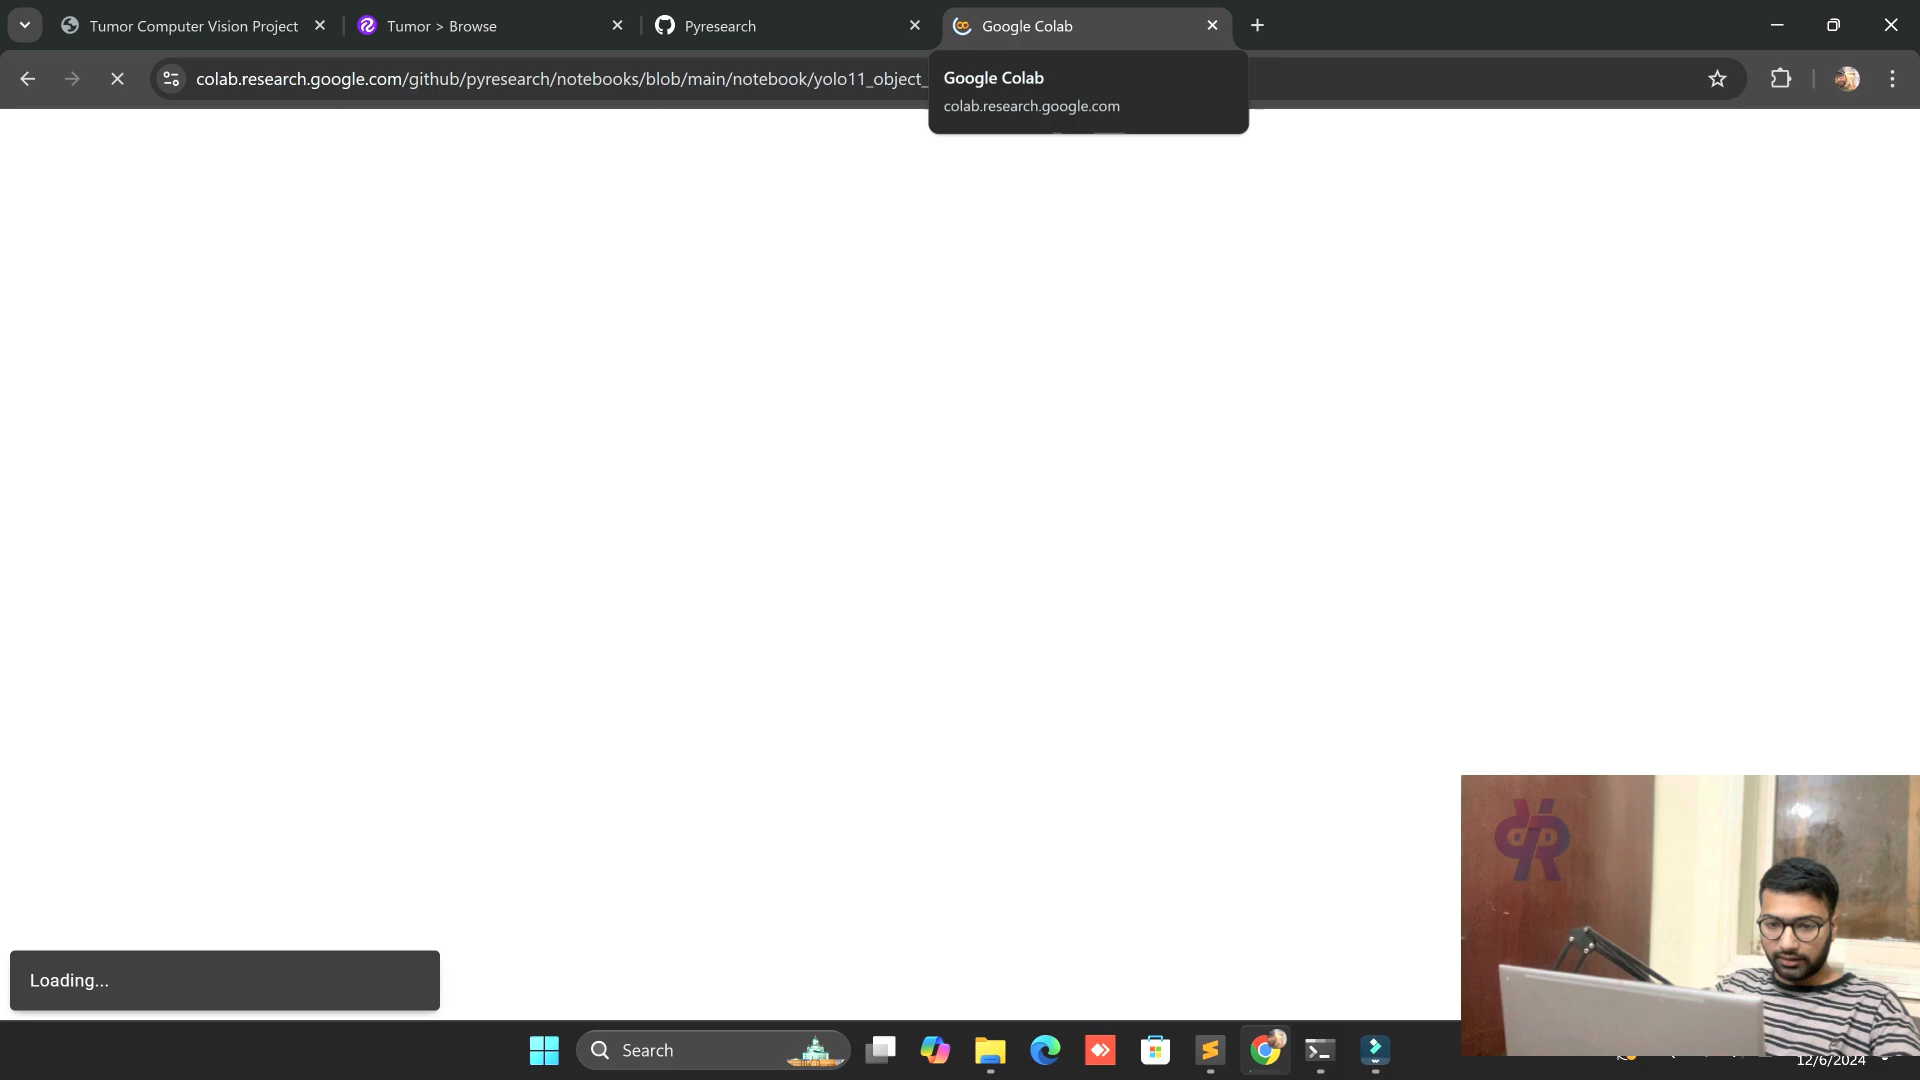 Tumor Computer Vision Project
Tumor > Browse
Pyresearch
Google Colab
colab.research.google.com/github/pyresearch/notebooks/blob/main/notebook/yolo11_object_
Google Colab
colab.research.google.com
Loading...
Search
12/6/2024